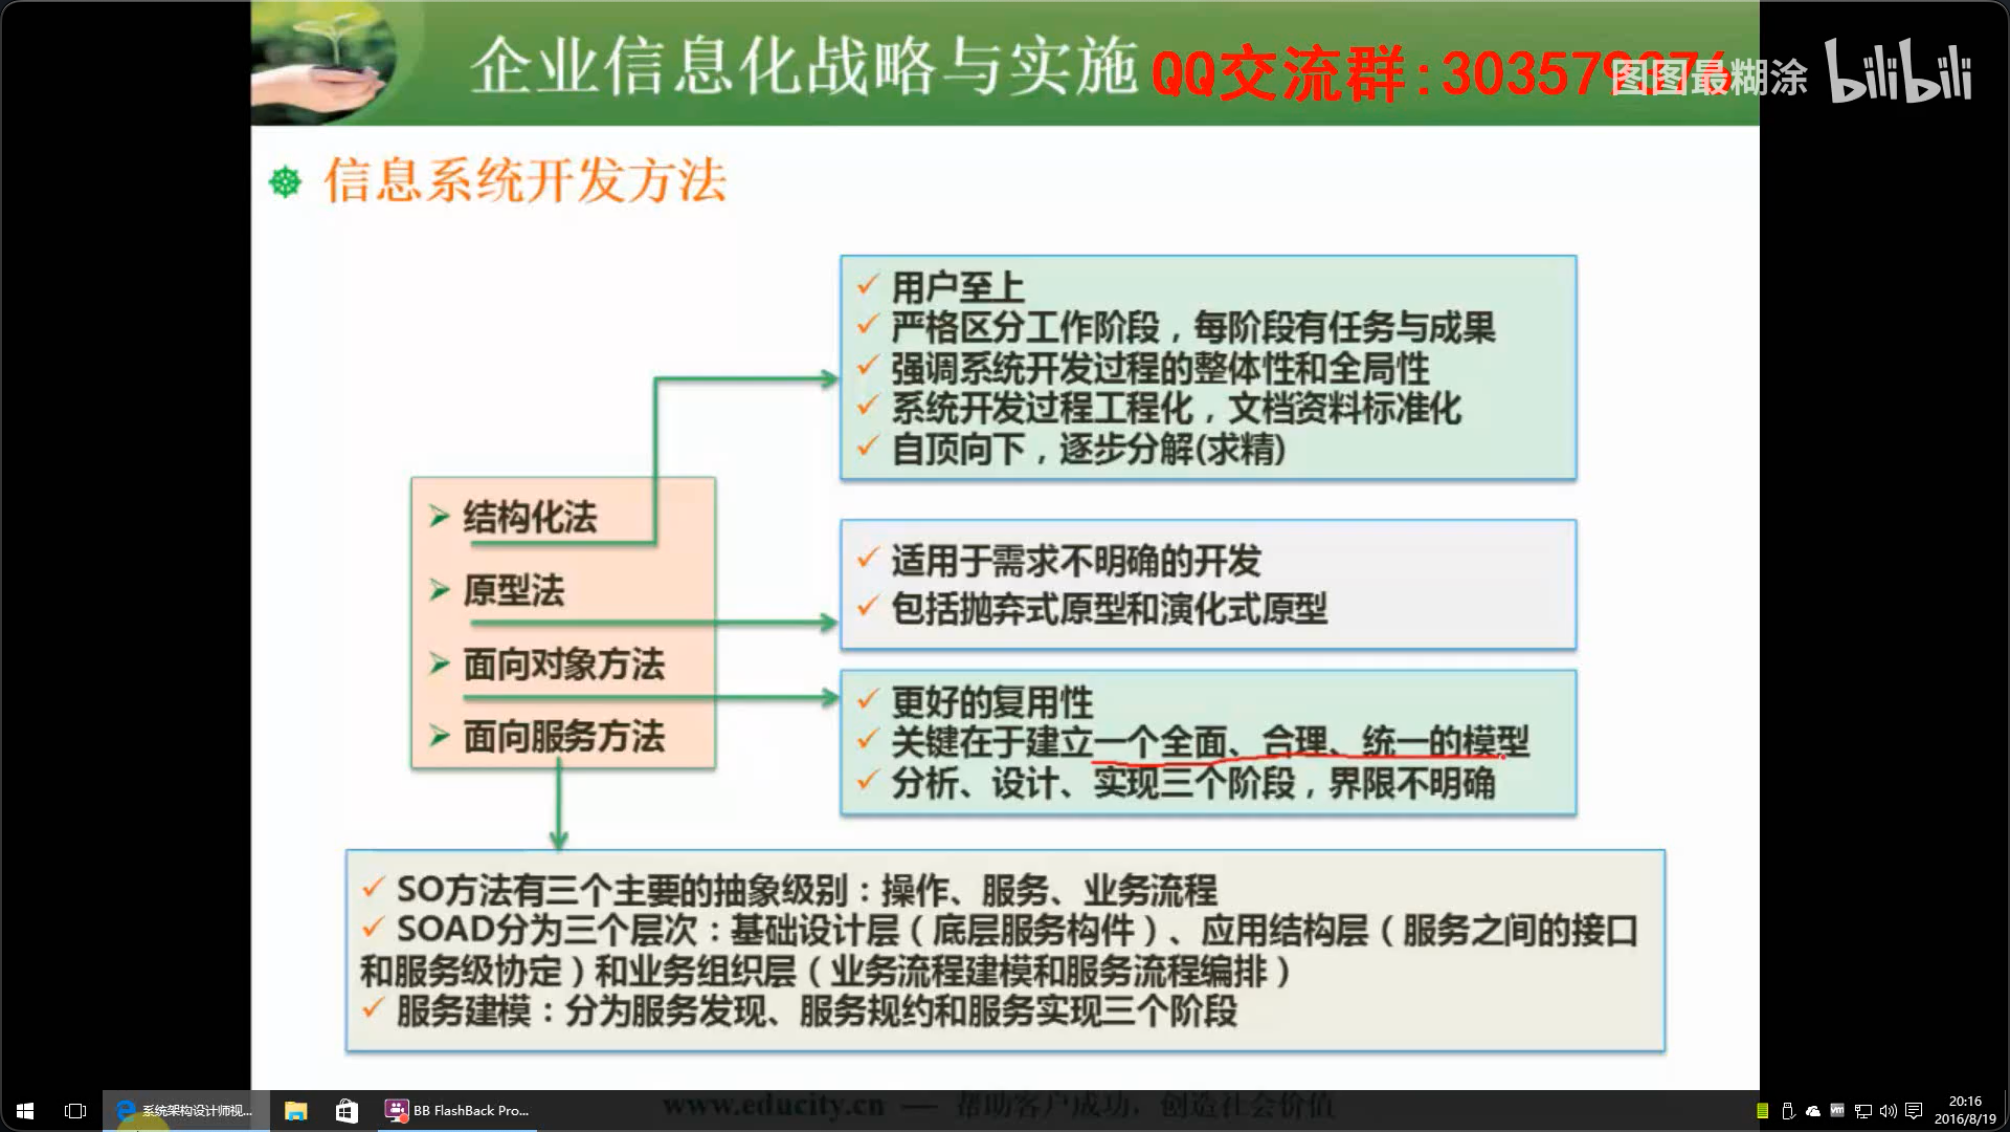 企业信息化战略与实施
QQ交流群:303579
图图最糊涂
bilibili
信息系统开发方法
用户至上
严格区分工作阶段，每阶段有任务与成果
强调系统开发过程的整体性和全局性
系统开发过程工程化，文档资料标准化
自顶向下，逐步分解(求精)
结构化法
原型法
面向对象方法
面向服务方法
适用于需求不明确的开发
包括抛弃式原型和演化式原型
更好的复用性
关键在于建立一个全面、合理、统一的模型
分析、设计、实现三个阶段，界限不明确
SO方法有三个主要的抽象级别：操作、服务、业务流程
SOAD分为三个层次：基础设计层（底层服务构件）、应用结构层（服务之间的接口
和服务级协定）和业务组织层（业务流程建模和服务流程编排）
服务建模：分为服务发现、服务规约和服务实现三个阶段
系统架构设计师视...
BB FlashBack Pro...
www.educity.cn — 帮助客户成功，创造社会价值
20:16
2016/8/19